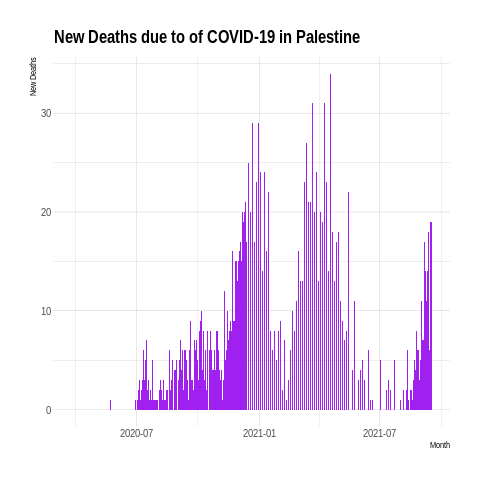 New Deaths due to of COVID-19 in Palestine
New Deaths
30
20
10
0
2020-07 2021-01 2021-07
Month